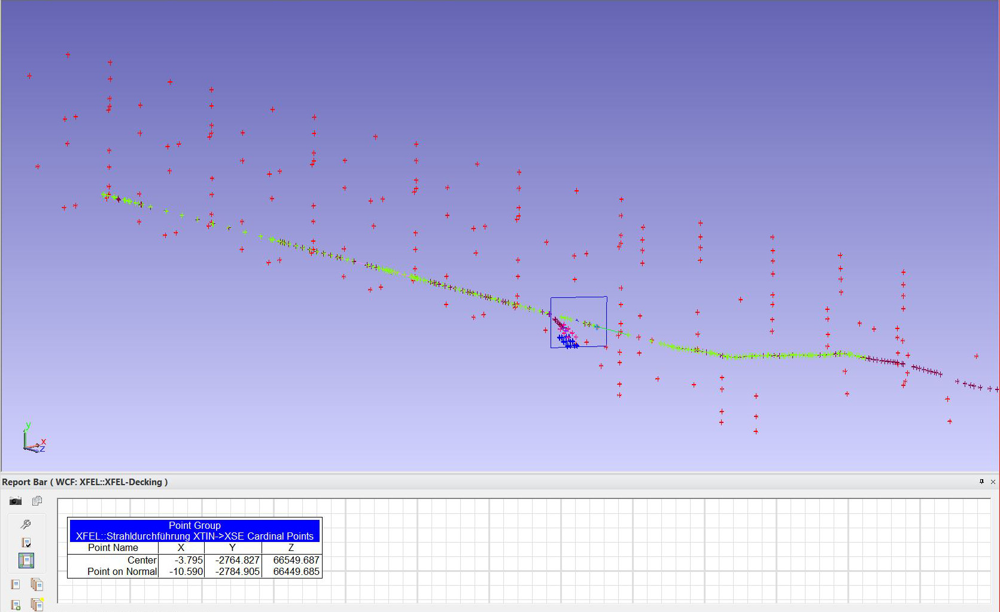 y
x
z
Report Bar ( WCF: XFEL::XFEL-Decking )
Point Group
XFEL::Strahldurchführung XTIN->XSE Cardinal Points
Point Name X Y Z
Center -3.795 -2764.827 66549.687
Point on Normal -10.590 -2784.905 66449.685